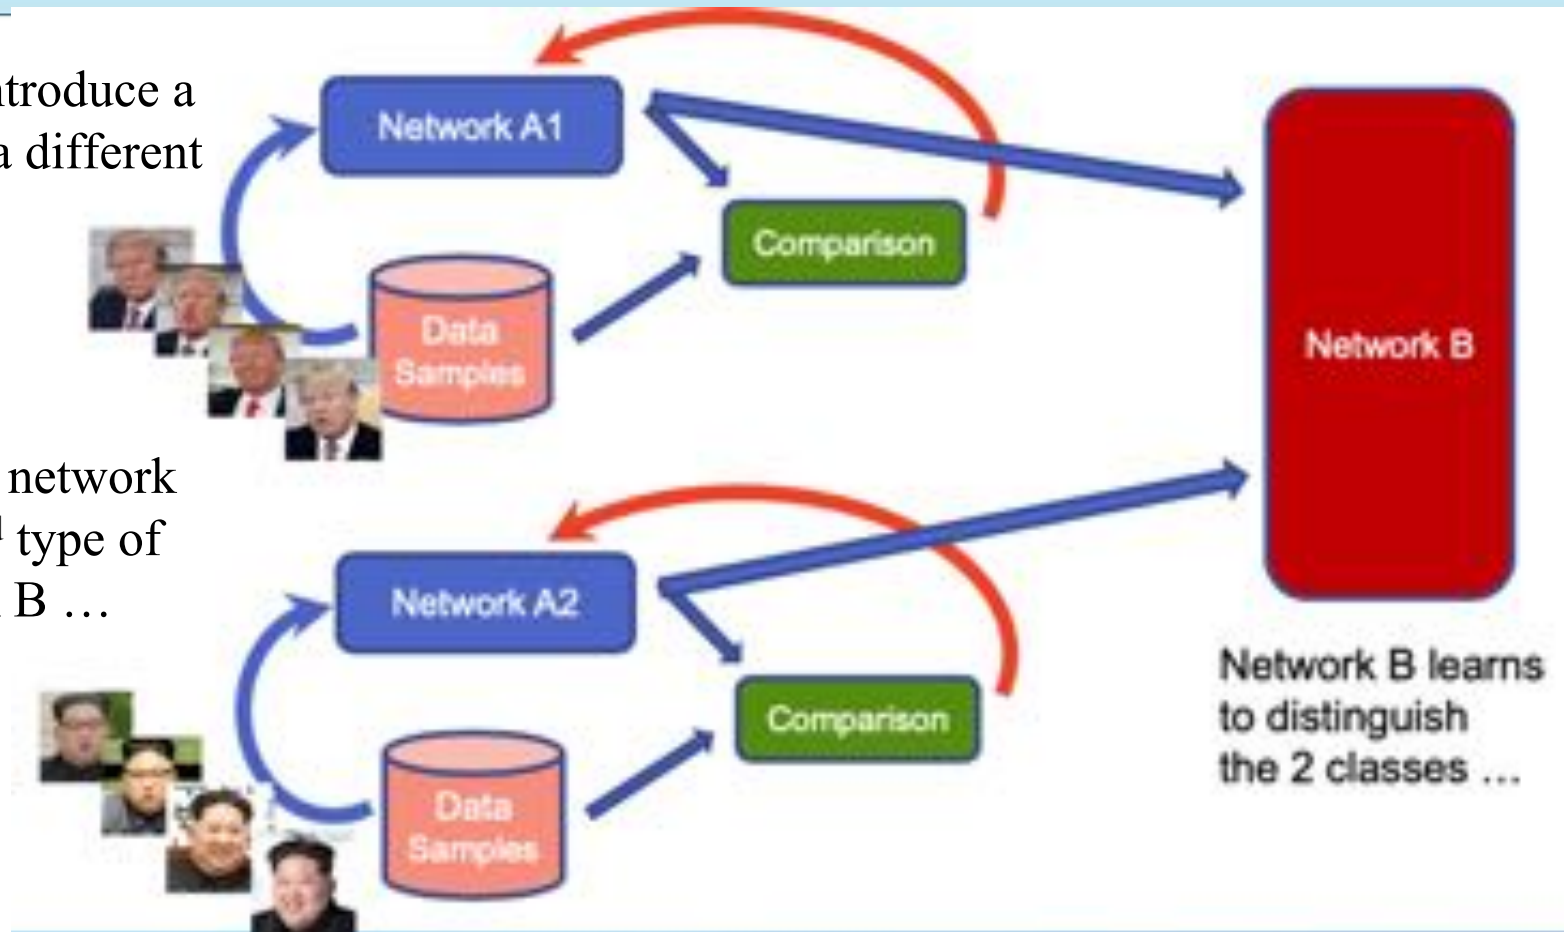 ntroduce a
a different
network
type of
B …
Network A1
Comparison
Data
Samples
Network A2
Comparison
Data
Samples
Network B
Network B learns
to distinguish
the 2 classes ...